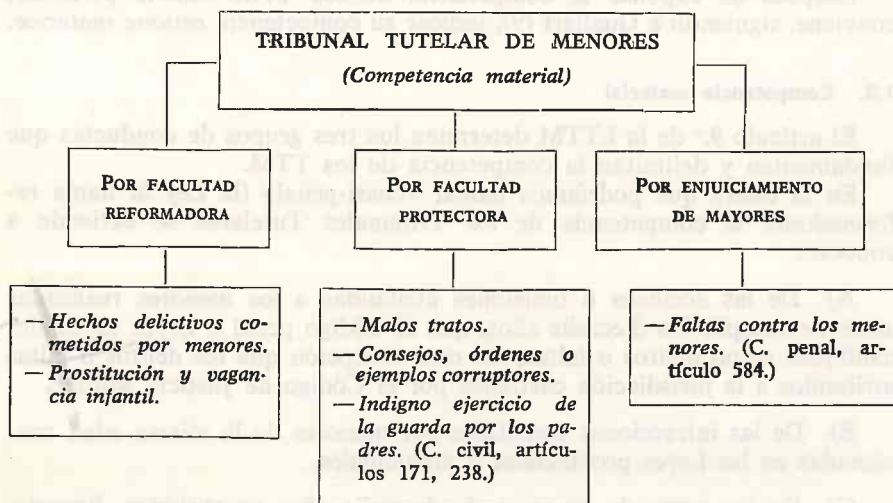 TRIBUNAL TUTELAR DE MENORES
(Competencia material)
POR FACULTAD
REFORMADORA
POR FACULTAD
PROTECTORA
POR ENJUICIAMIENTO
DE MAYORES
— Hechos delictivos co-
metidos por menores.
— Prostitución y vagan-
cia infantil.
— Malos tratos.
— Consejos, órdenes o
ejemplos corruptores.
— Indigno ejercicio de
la guarda por los pa-
dres. (C. civil, artícu-
los 171, 238.)
— Faltas contra los me-
nores. (C. penal, ar-
tículo 584.)